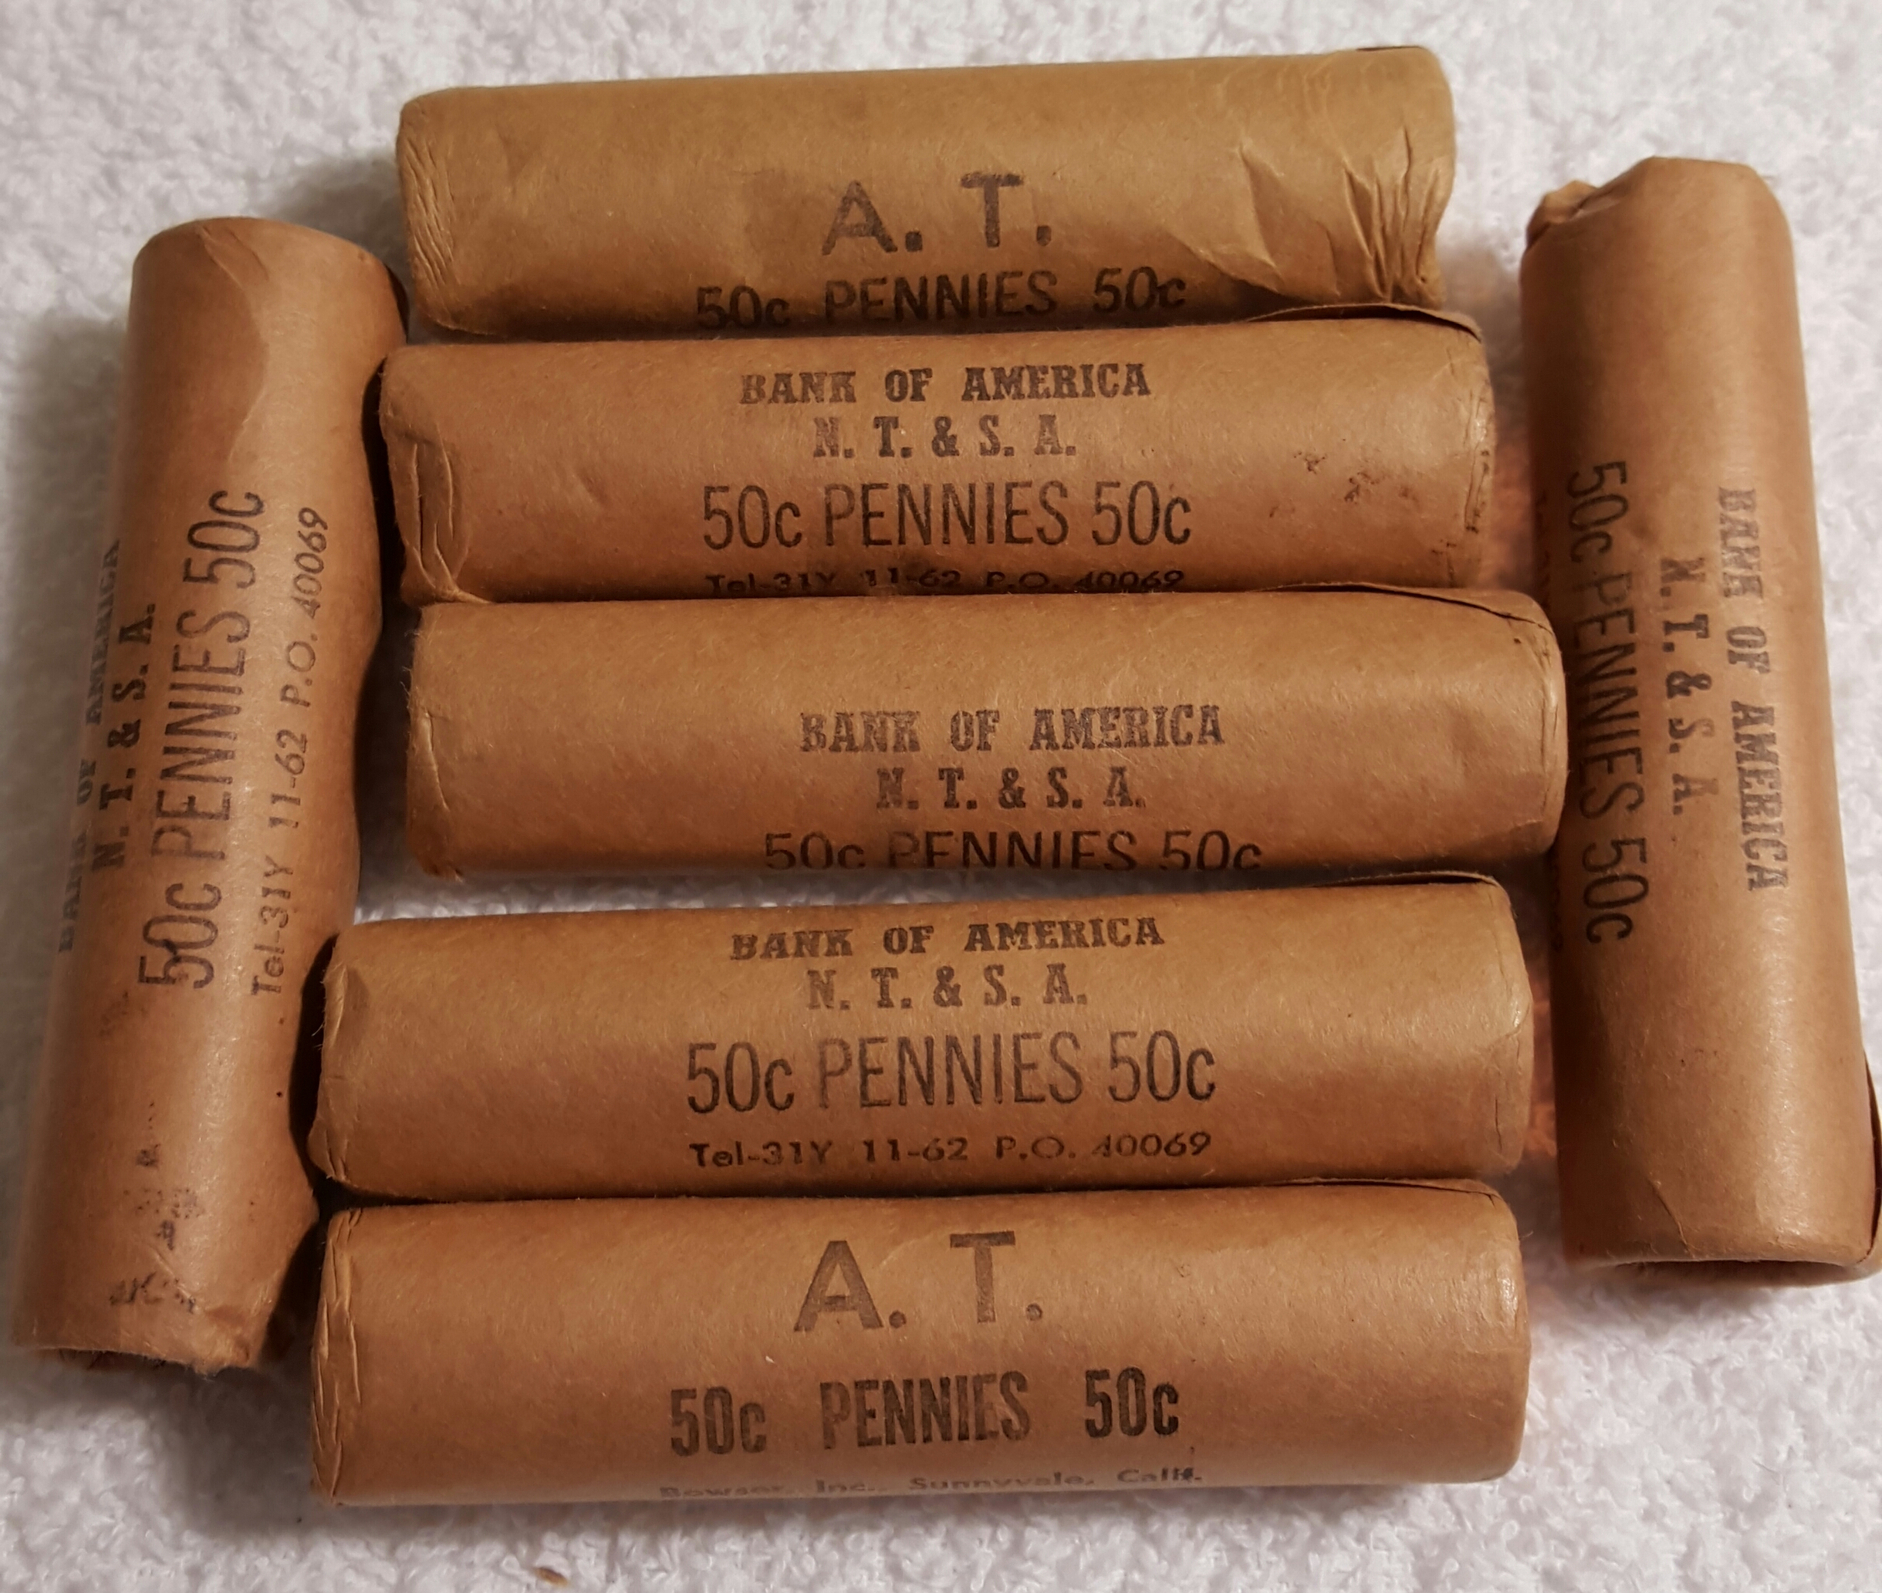 A. T.
50c PENNIES 50c
BANK OF AMERICA
N. T. & S. A.
50c PENNIES 50c
Tel-31Y 11-62 P.O. 40069
BANK OF AMERICA
N. T. & S. A.
50c PENNIES 50c
BANK OF AMERICA
N. T. & S. A.
50c PENNIES 50c
Tel-31Y 11-62 P.O. 40069
A. T.
50c PENNIES 50c
Bowser, Inc., Sunnyvale, Calif.
BANK OF AMERICA
N. T. & S. A.
50c PENNIES 50c
Tel-31Y 11-62 P.O. 40069
BANK OF AMERICA
N. T. & S. A.
50c PENNIES 50c